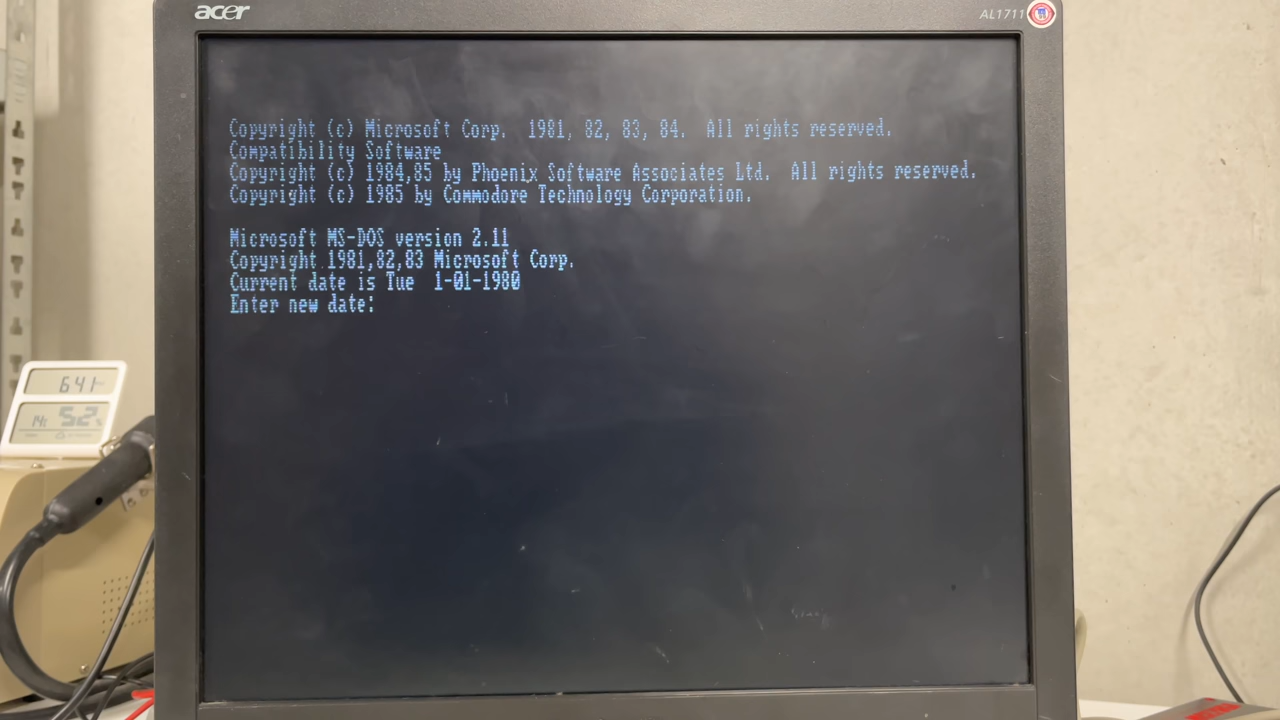 acer
AL1711
Copyright (c) Microsoft Corp.  1981, 82, 83, 84.  All rights reserved.
Compatibility Software
Copyright (c) 1984,85 by Phoenix Software Associates Ltd.  All rights reserved.
Copyright (c) 1985 by Commodore Technology Corporation.
Microsoft MS-DOS version 2.11
Copyright 1981,82,83 Microsoft Corp.
Current date is Tue  1-01-1980
Enter new date:
641
52